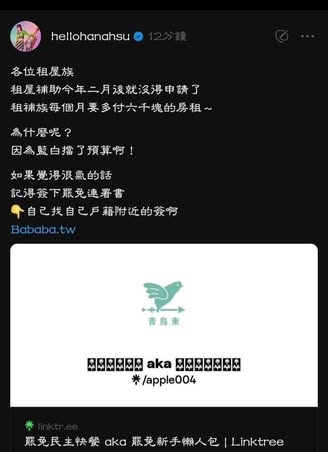 hellohanahsu 12分鐘
各位租屋族
租屋補助今年二月後就沒得申請了
租補族每個月要多付六千塊的房租～
為什麼呢？
因為藍白擋了預算啊！
如果覺得很氣的話
記得簽下罷免連署書
👇自己找自己戶籍附近的簽啊
Bababa.tw
青鳥東
aka
/apple004
linktr.ee
罷免民主快餐 aka 罷免新手懶人包 | Linktree